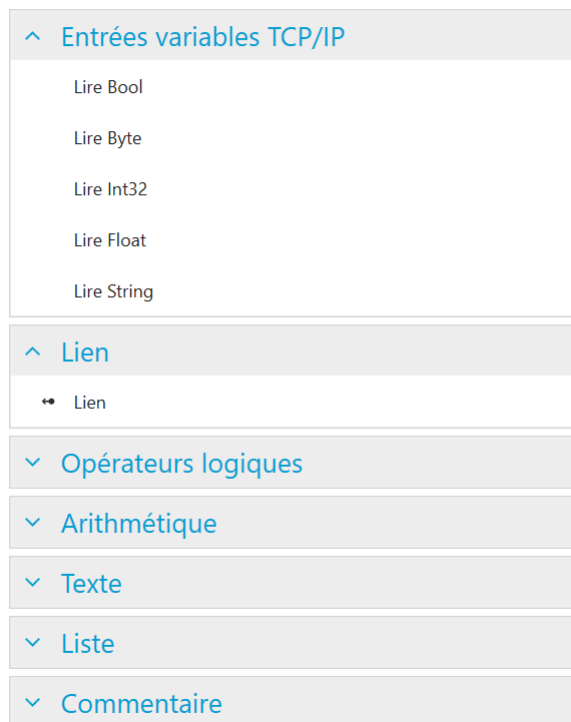 Entrées variables TCP/IP
Lire Bool
Lire Byte
Lire Int32
Lire Float
Lire String
Lien
Lien
Opérateurs logiques
Arithmétique
Texte
Liste
Commentaire